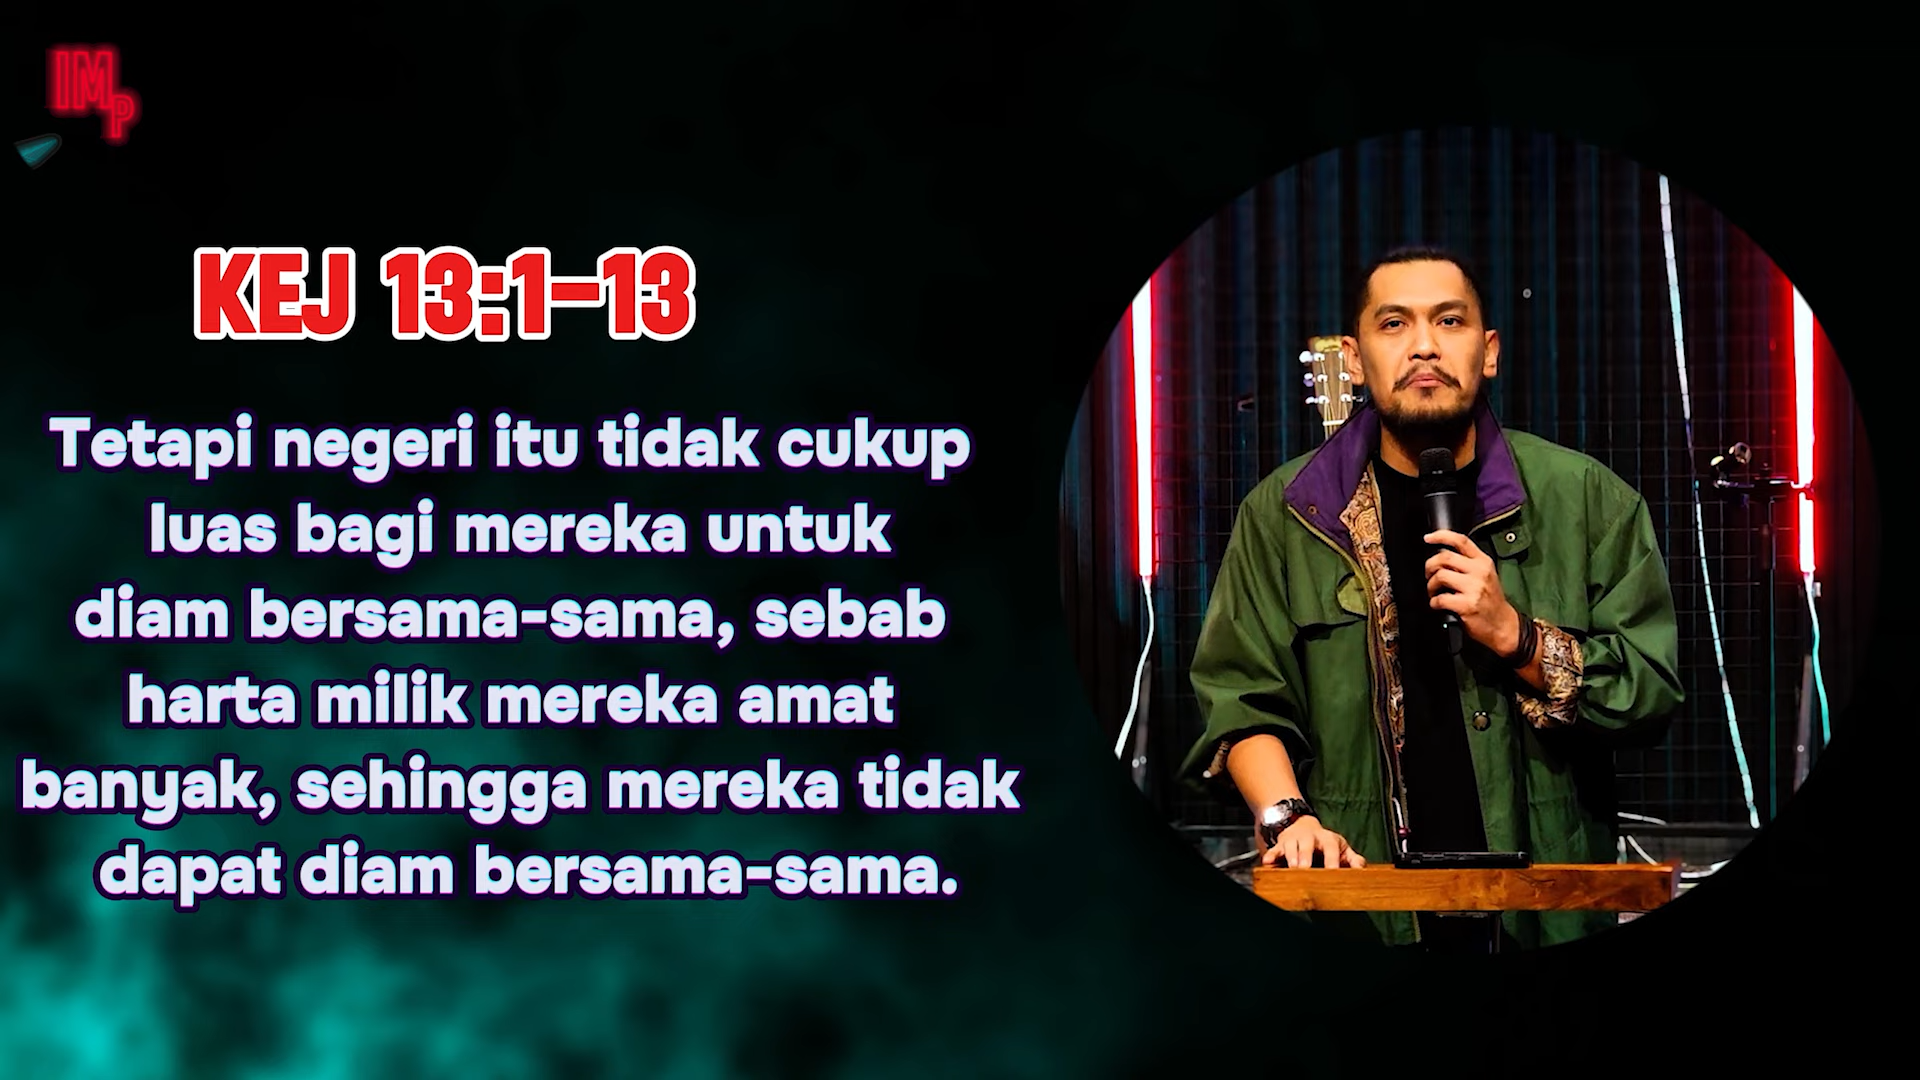 IMP
KEJ 13:1-13
Tetapi negeri itu tidak cukup
luas bagi mereka untuk
diam bersama-sama, sebab
harta milik mereka amat
banyak, sehingga mereka tidak
dapat diam bersama-sama.